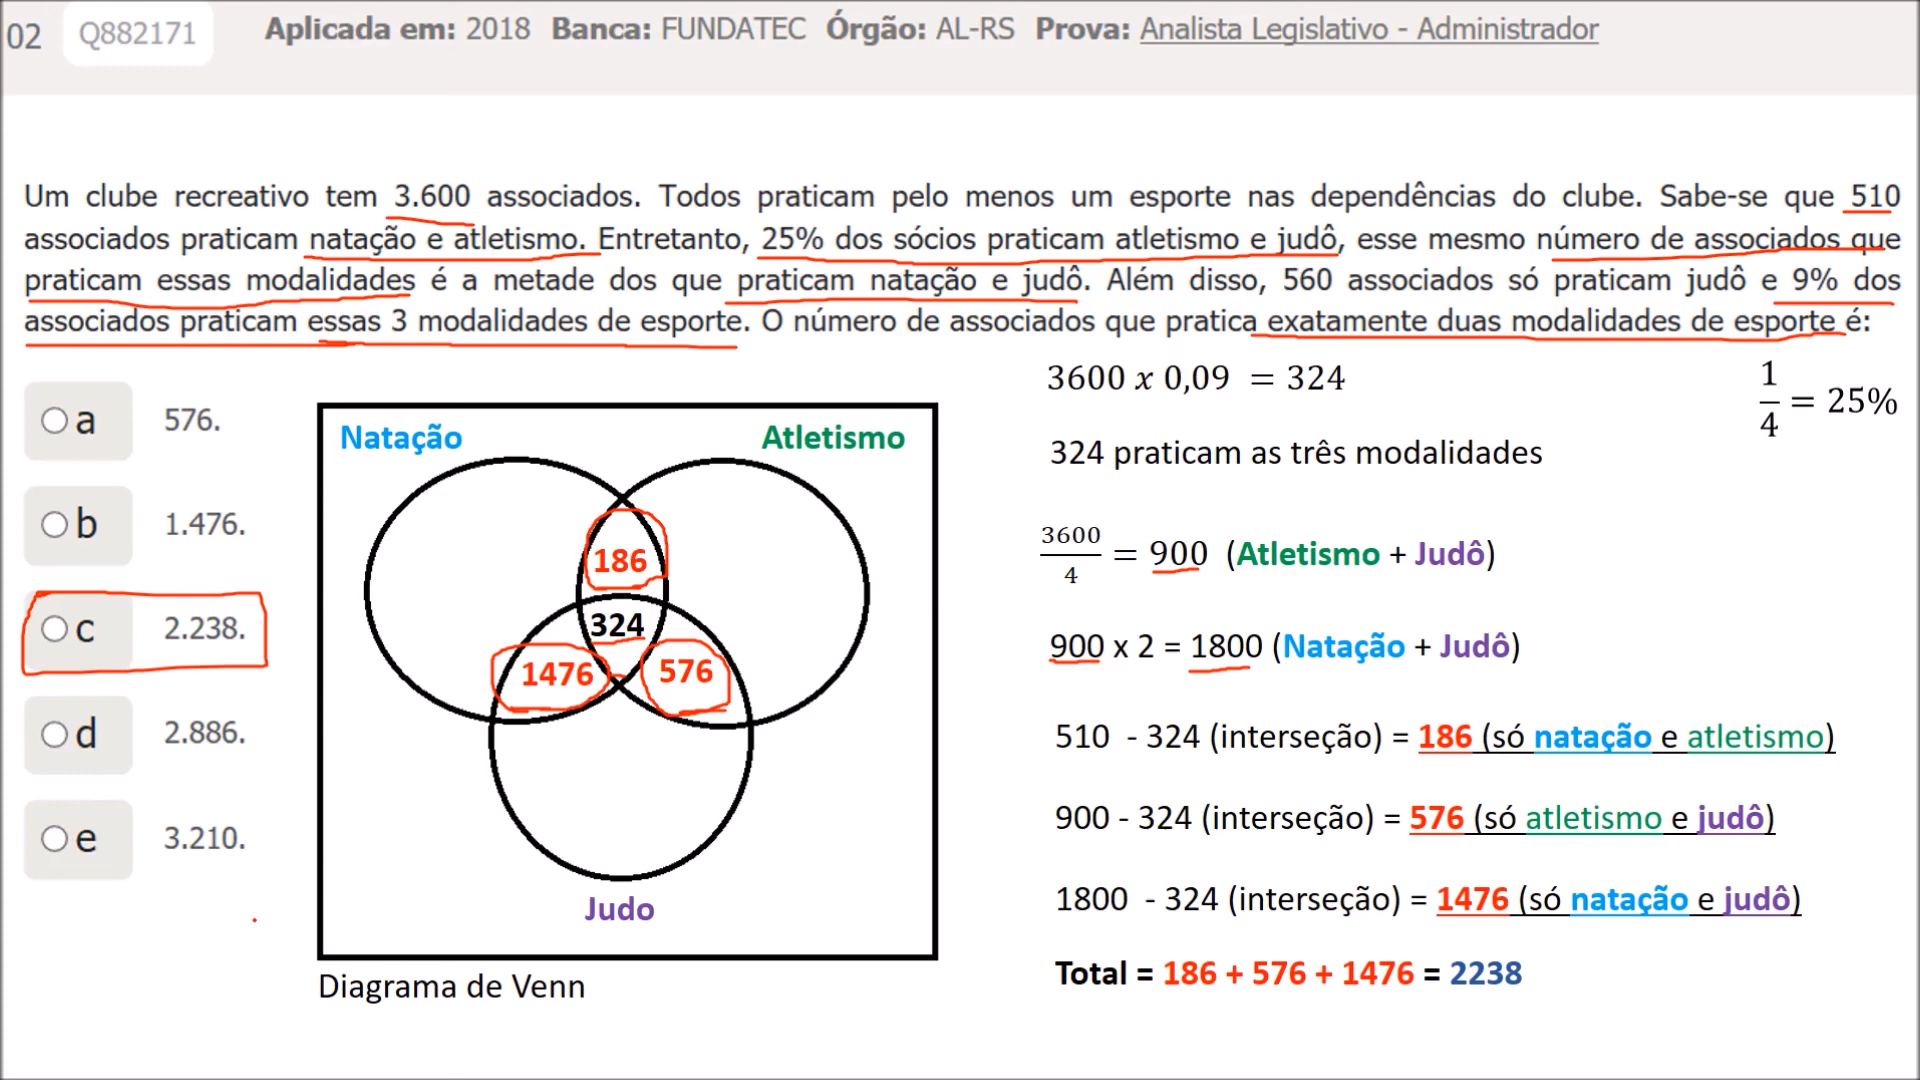 02 Q882171 Aplicada em: 2018 Banca: FUNDATEC Órgão: AL-RS Prova: Analista Legislativo - Administrador
Um clube recreativo tem 3.600 associados. Todos praticam pelo menos um esporte nas dependências do clube. Sabe-se que 510
associados praticam natação e atletismo. Entretanto, 25% dos sócios praticam atletismo e judô, esse mesmo número de associados que
praticam essas modalidades é a metade dos que praticam natação e judô. Além disso, 560 associados só praticam judô e 9% dos
associados praticam essas 3 modalidades de esporte. O número de associados que pratica exatamente duas modalidades de esporte é:
a 576.
b 1.476.
c 2.238.
d 2.886.
e 3.210.
Natação Atletismo
186
324
1476 576
Judo
Diagrama de Venn
3600 x 0,09 = 324
1/4 = 25%
324 praticam as três modalidades
3600/4 = 900 (Atletismo + Judô)
900 x 2 = 1800 (Natação + Judô)
510 - 324 (interseção) = 186 (só natação e atletismo)
900 - 324 (interseção) = 576 (só atletismo e judô)
1800 - 324 (interseção) = 1476 (só natação e judô)
Total = 186 + 576 + 1476 = 2238